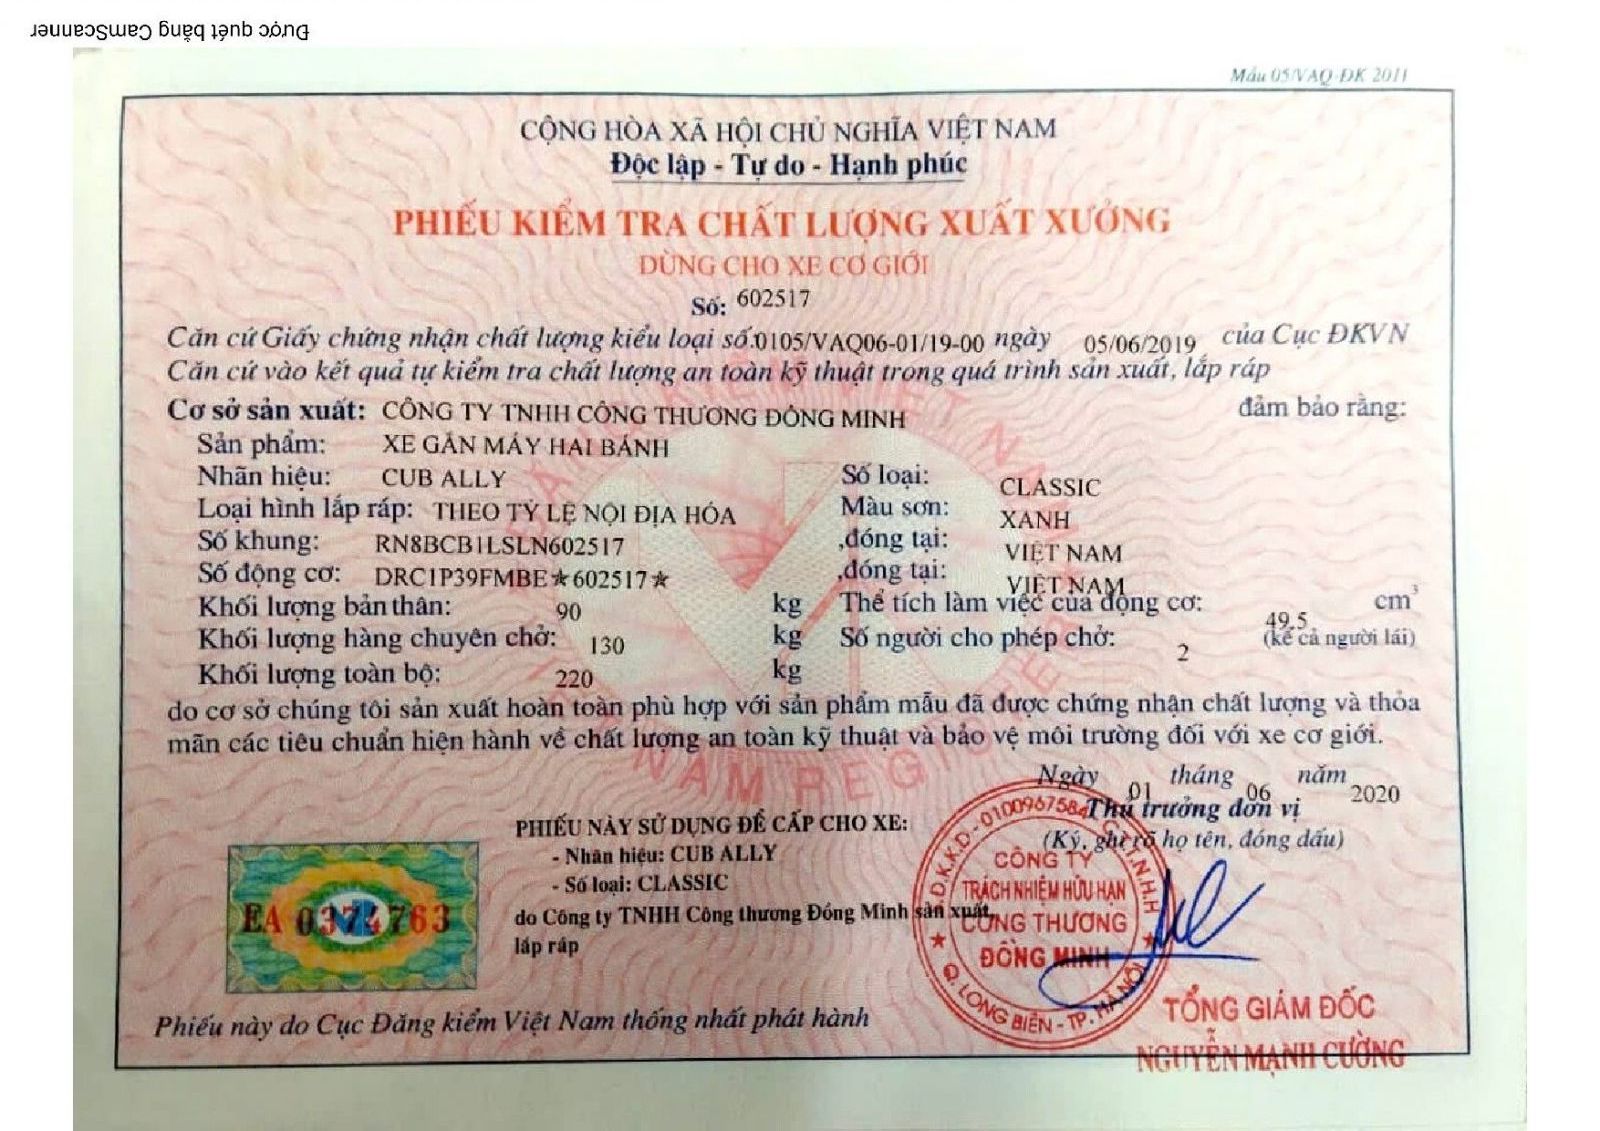 Được quét bằng CamScanner
Mẫu 05/VAQ-ĐK 2011
CỘNG HÒA XÃ HỘI CHỦ NGHĨA VIỆT NAM
Độc lập - Tự do - Hạnh phúc
PHIẾU KIỂM TRA CHẤT LƯỢNG XUẤT XƯỞNG
DÙNG CHO XE CƠ GIỚI
Số: 602517
Căn cứ Giấy chứng nhận chất lượng kiểu loại số:0105/VAQ06-01/19-00 ngày 05/06/2019 của Cục ĐKVN
Căn cứ vào kết quả tự kiểm tra chất lượng an toàn kỹ thuật trong quá trình sản xuất, lắp ráp
Cơ sở sản xuất: CÔNG TY TNHH CÔNG THƯƠNG ĐÔNG MINH đảm bảo rằng:
Sản phẩm: XE GẮN MÁY HAI BÁNH
Nhãn hiệu: CUB ALLY Số loại: CLASSIC
Loại hình lắp ráp: THEO TỶ LỆ NỘI ĐỊA HÓA Màu sơn: XANH
Số khung: RN8BCB1LSLN602517 ,đóng tại: VIỆT NAM
Số động cơ: DRC1P39FMBE★602517★ ,đóng tại: VIỆT NAM
Khối lượng bản thân: 90 kg Thể tích làm việc của động cơ: 49.5 cm³
Khối lượng hàng chuyên chở: 130 kg Số người cho phép chở: 2 (kể cả người lái)
Khối lượng toàn bộ: 220 kg
do cơ sở chúng tôi sản xuất hoàn toàn phù hợp với sản phẩm mẫu đã được chứng nhận chất lượng và thỏa
mãn các tiêu chuẩn hiện hành về chất lượng an toàn kỹ thuật và bảo vệ môi trường đối với xe cơ giới.
Ngày 01 tháng 06 năm 2020
Thủ trưởng đơn vị
(Ký, ghi rõ họ tên, đóng dấu)
PHIẾU NÀY SỬ DỤNG ĐỂ CẤP CHO XE:
- Nhãn hiệu: CUB ALLY
- Số loại: CLASSIC
do Công ty TNHH Công thương Đông Minh sản xuất,
lắp ráp
EA 0374763
CÔNG TY
TRÁCH NHIỆM HỮU HẠN
CÔNG THƯƠNG
ĐÔNG MINH
Q. LONG BIÊN - TP. HÀ NỘI
TỔNG GIÁM ĐỐC
NGUYỄN MẠNH CƯỜNG
Phiếu này do Cục Đăng kiểm Việt Nam thống nhất phát hành